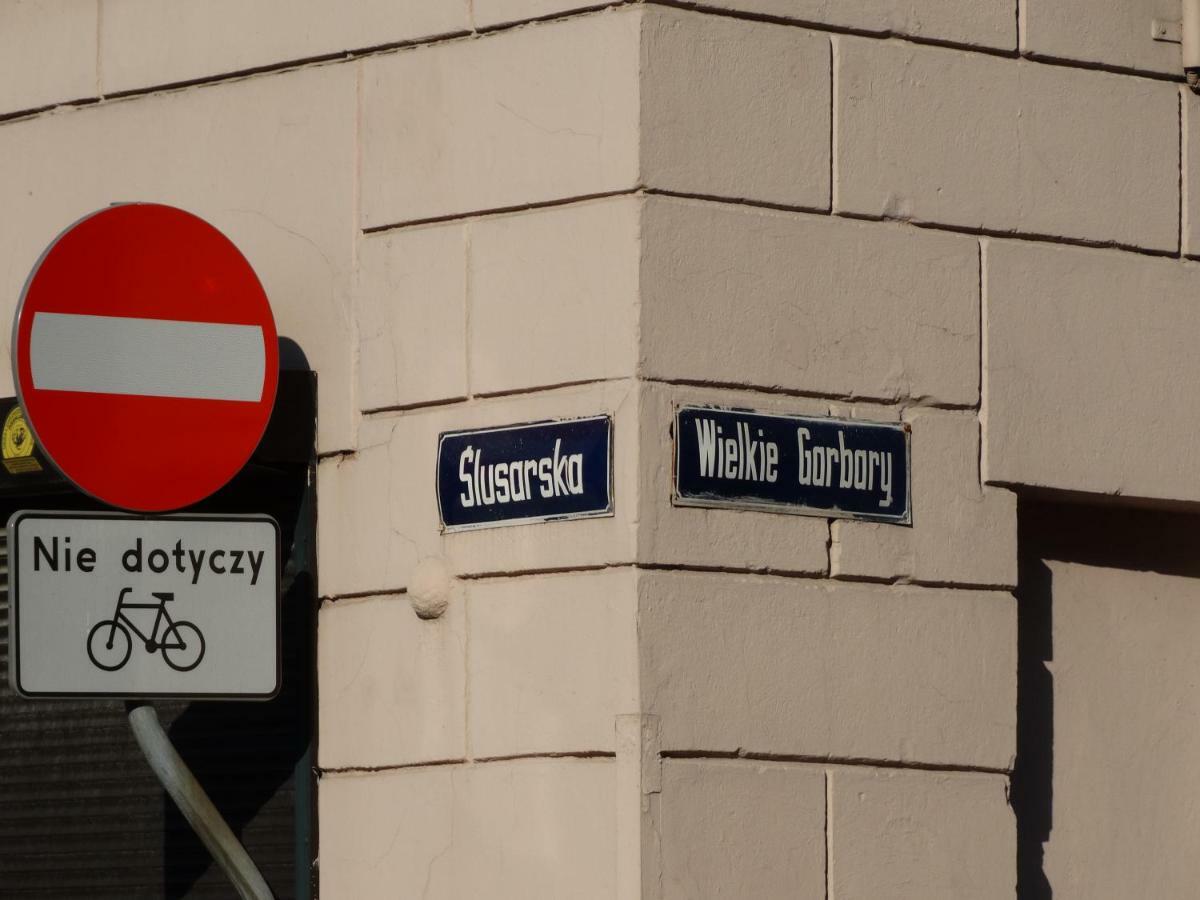 Ślusarska
Wielkie Garbary
Nie dotyczy